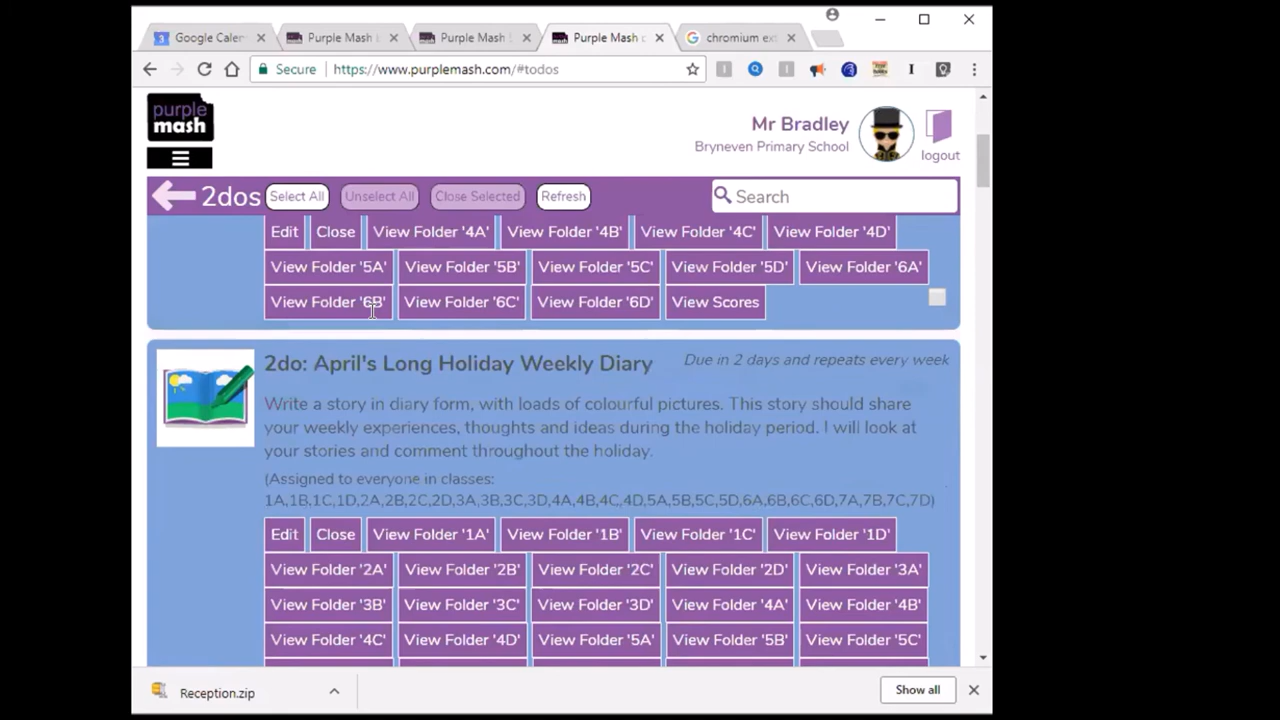 Google Caler
Purple Mash
Purple Mash
Purple Mash
chromium ex
Secure
https://www.purplemash.com/#todos
purple
mash
Mr Bradley
Bryneven Primary School
logout
2dos
Select All
Unselect All
Close Selected
Refresh
Search
Edit Close View Folder '4A' View Folder '4B' View Folder '4C' View Folder '4D'
View Folder '5A' View Folder '5B' View Folder '5C' View Folder '5D' View Folder '6A'
View Folder '6B' View Folder '6C' View Folder '6D' View Scores
2do: April's Long Holiday Weekly Diary
Due in 2 days and repeats every week
Write a story in diary form, with loads of colourful pictures. This story should share
your weekly experiences, thoughts and ideas during the holiday period. I will look at
your stories and comment throughout the holiday.
(Assigned to everyone in classes:
1A,1B,1C,1D,2A,2B,2C,2D,3A,3B,3C,3D,4A,4B,4C,4D,5A,5B,5C,5D,6A,6B,6C,6D,7A,7B,7C,7D)
Edit Close View Folder '1A' View Folder '1B' View Folder '1C' View Folder '1D'
View Folder '2A' View Folder '2B' View Folder '2C' View Folder '2D' View Folder '3A'
View Folder '3B' View Folder '3C' View Folder '3D' View Folder '4A' View Folder '4B'
View Folder '4C' View Folder '4D' View Folder '5A' View Folder '5B' View Folder '5C'
Reception.zip
Show all